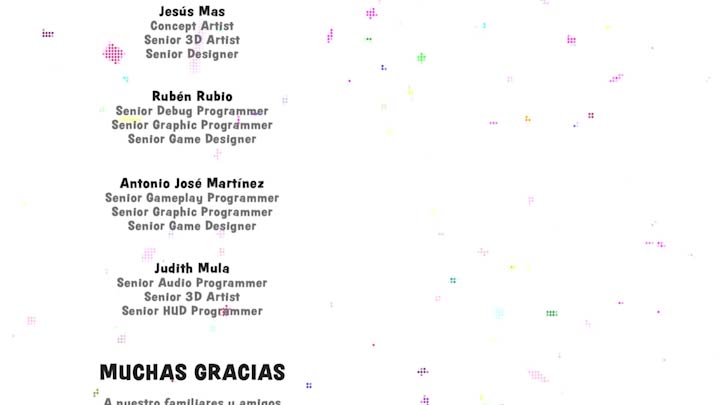 Jesús Mas
Concept Artist
Senior 3D Artist
Senior Designer
Rubén Rubio
Senior Debug Programmer
Senior Graphic Programmer
Senior Game Designer
Antonio José Martínez
Senior Gameplay Programmer
Senior Graphic Programmer
Senior Game Designer
Judith Mula
Senior Audio Programmer
Senior 3D Artist
Senior HUD Programmer
MUCHAS GRACIAS
A nuestro familiares y amigos